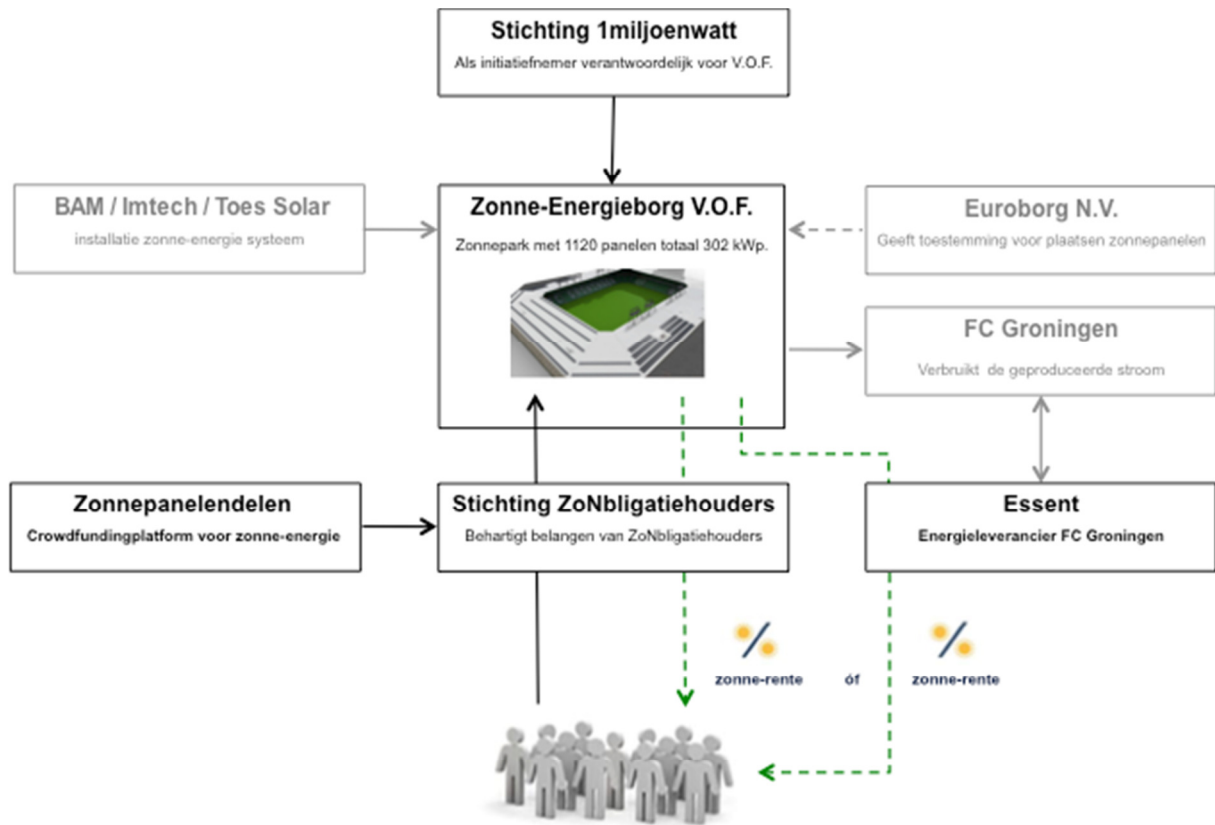 Stichting 1miljoenwatt
Als initiatiefnemer verantwoordelijk voor V.O.F.
BAM / Imtech / Toes Solar
installatie zonne-energie systeem
Zonne-Energieborg V.O.F.
Zonnepark met 1120 panelen totaal 302 kWp.
Euroborg N.V.
Geeft toestemming voor plaatsen zonnepanelen
FC Groningen
Verbruikt de geproduceerde stroom
Zonnepanelendelen
Crowdfundingplatform voor zonne-energie
Stichting ZoNbligatiehouders
Behartigt belangen van ZoNbligatiehouders
Essent
Energieleverancier FC Groningen
%
%
zonne-rente óf zonne-rente